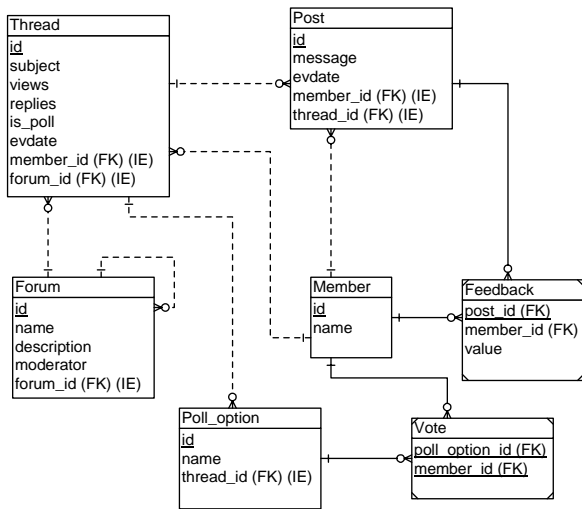 Thread
id
subject
views
replies
is_poll
evdate
member_id (FK) (IE)
forum_id (FK) (IE)
Post
id
message
evdate
member_id (FK) (IE)
thread_id (FK) (IE)
Forum
id
name
description
moderator
forum_id (FK) (IE)
Member
id
name
Feedback
post_id (FK)
member_id (FK)
value
Poll_option
id
name
thread_id (FK) (IE)
Vote
poll_option_id (FK)
member_id (FK)